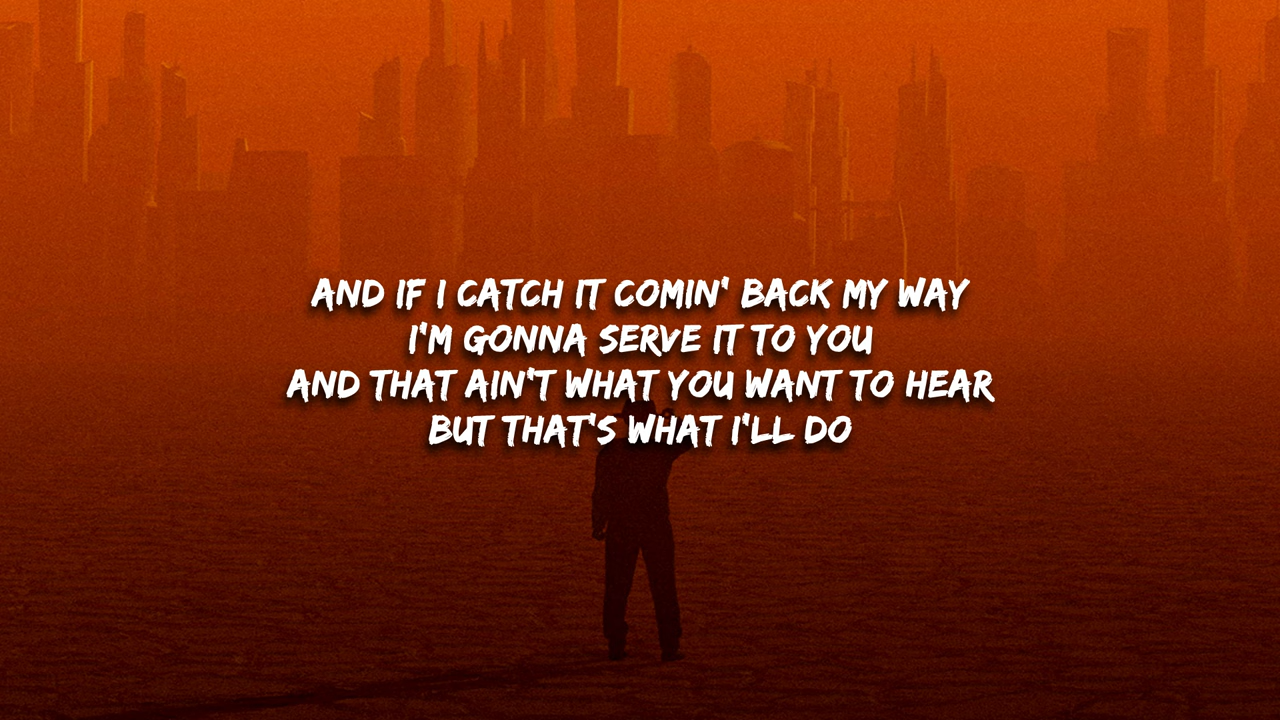 AND IF I CATCH IT COMIN' BACK MY WAY
I'M GONNA SERVE IT TO YOU
AND THAT AIN'T WHAT YOU WANT TO HEAR
BUT THAT'S WHAT I'LL DO